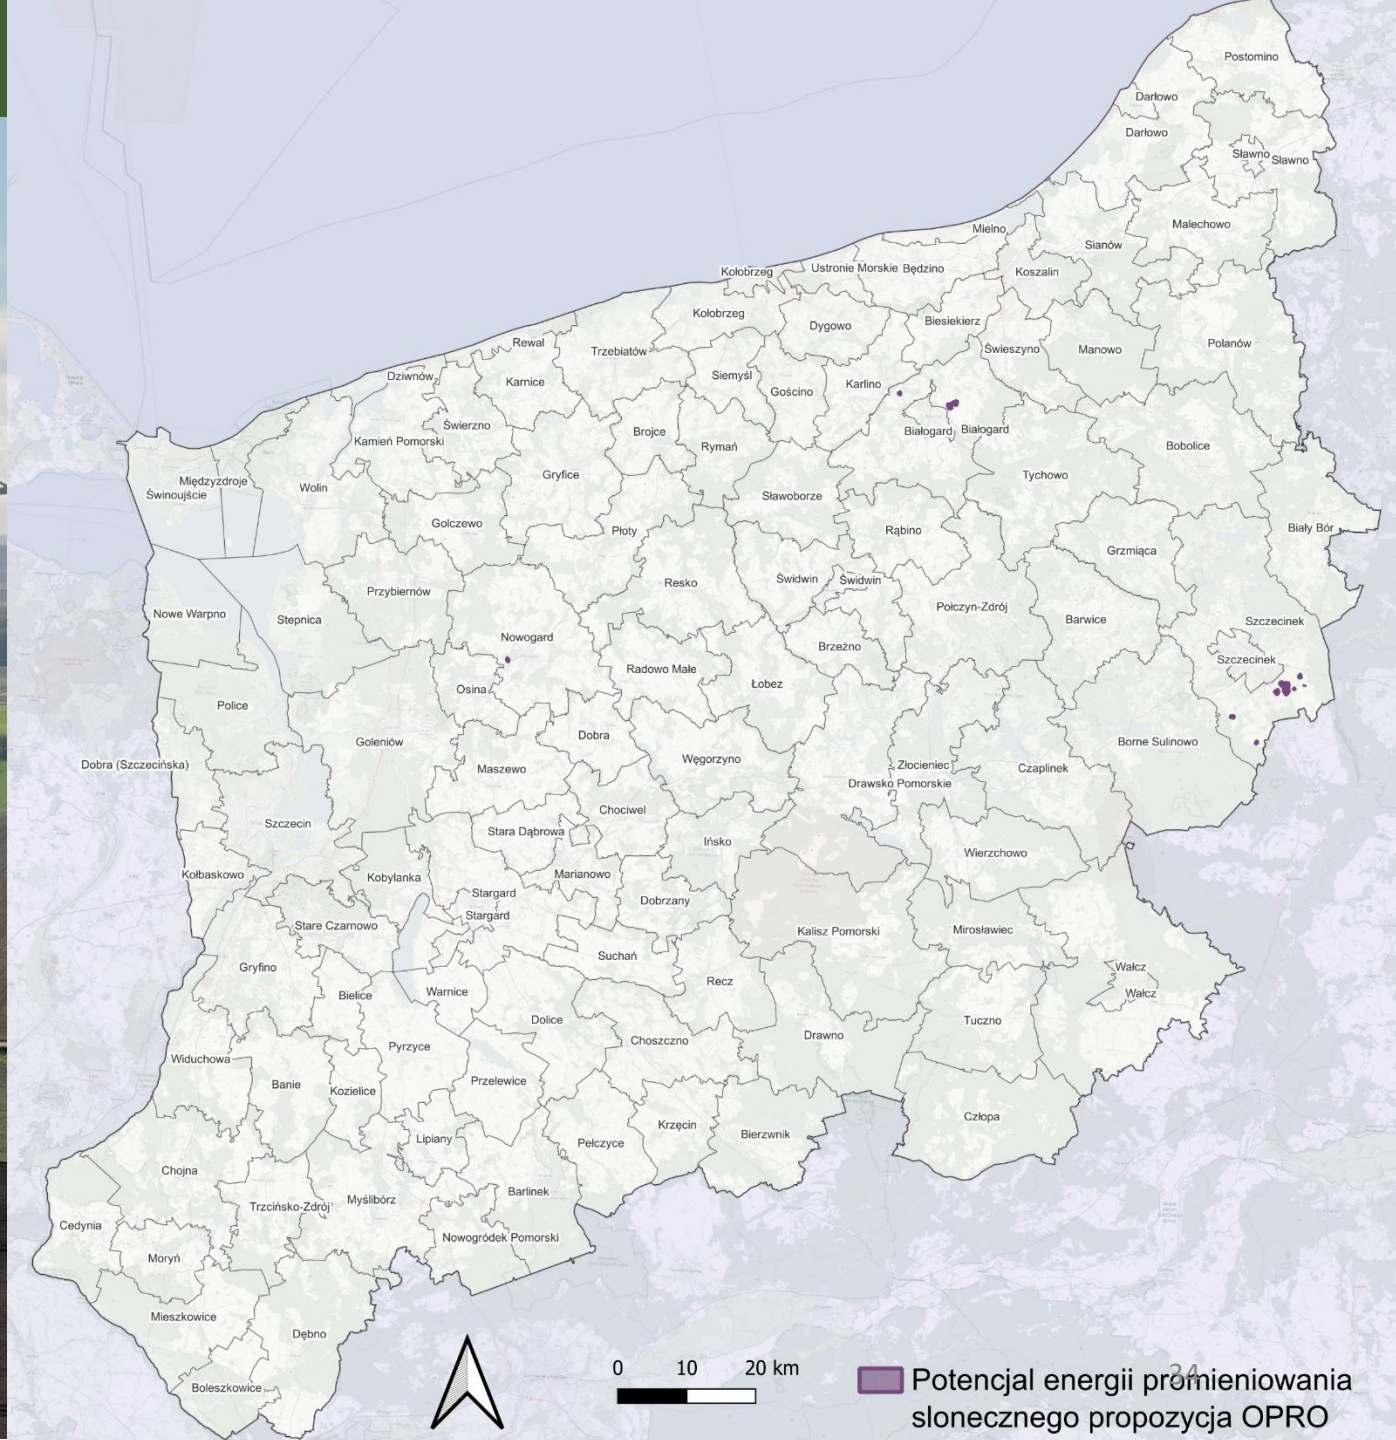 Postomino
Darłowo
Darłowo
Sławno Sławno
Malechowo
Mielno
Sianów
Kołobrzeg
Ustronie Morskie Będzino
Koszalin
Kołobrzeg
Dygowo
Biesiekierz
Rewal
Trzebiatów
Świeszyno
Manowo
Polanów
Dziwnów
Karnice
Siemyśl
Gościno
Karlino
Świerzno
Kamień Pomorski
Brojce
Rymań
Białogard Białogard
Bobolice
Międzyzdroje
Świnoujście
Wolin
Gryfice
Sławoborze
Tychowo
Golczewo
Płoty
Rąbino
Biały Bór
Grzmiąca
Przybiernów
Resko
Świdwin Świdwin
Nowe Warpno
Stepnica
Połczyn-Zdrój
Barwice
Szczecinek
Nowogard
Brzeżno
Szczecinek
Osina
Radowo Małe
Łobez
Police
Goleniów
Dobra
Borne Sulinowo
Dobra (Szczecińska)
Maszewo
Węgorzyno
Złocieniec
Czaplinek
Drawsko Pomorskie
Chociwel
Szczecin
Stara Dąbrowa
Ińsko
Wierzchowo
Kołbaskowo
Kobylanka
Marianowo
Stargard
Dobrzany
Stargard
Stare Czarnowo
Kalisz Pomorski
Mirosławiec
Suchań
Gryfino
Wałcz
Bielice
Warnice
Recz
Wałcz
Dolice
Tuczno
Pyrzyce
Choszczno
Drawno
Widuchowa
Banie
Kozielice
Przelewice
Człopa
Krzęcin
Lipiany
Pełczyce
Bierzwnik
Chojna
Trzcińsko-Zdrój
Myślibórz
Barlinek
Cedynia
Moryń
Nowogródek Pomorski
Mieszkowice
Dębno
Boleszkowice
0 10 20 km
34
Potencjal energii promieniowania
slonecznego propozycja OPRO